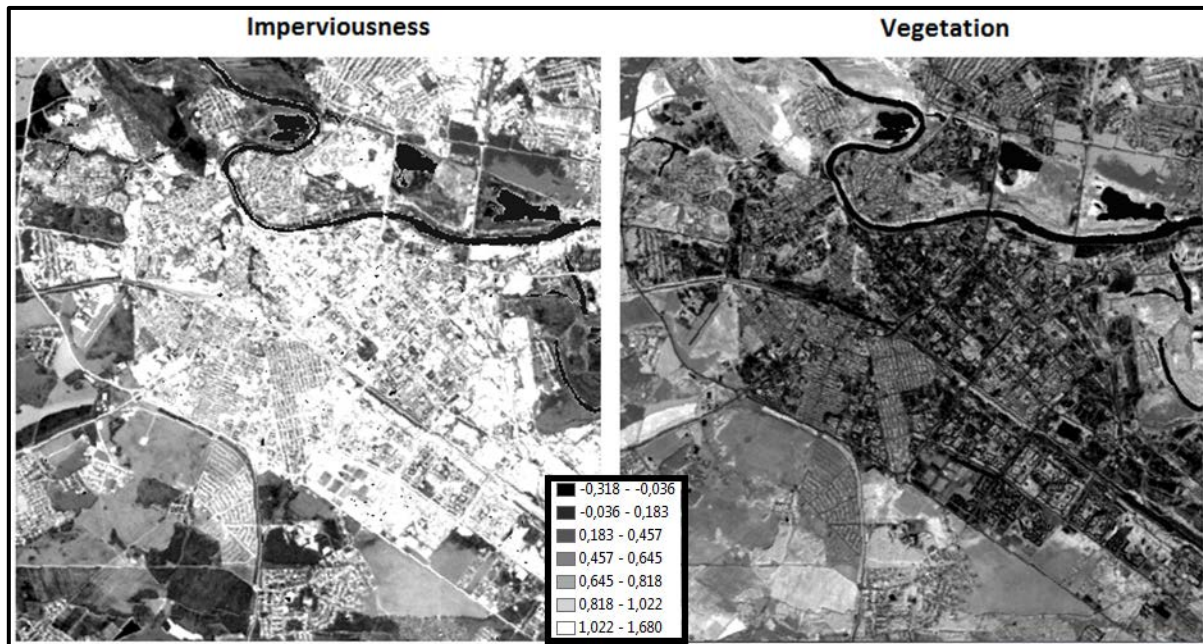 Imperviousness
Vegetation
-0,318 - -0,036
-0,036 - 0,183
0,183 - 0,457
0,457 - 0,645
0,645 - 0,818
0,818 - 1,022
1,022 - 1,680